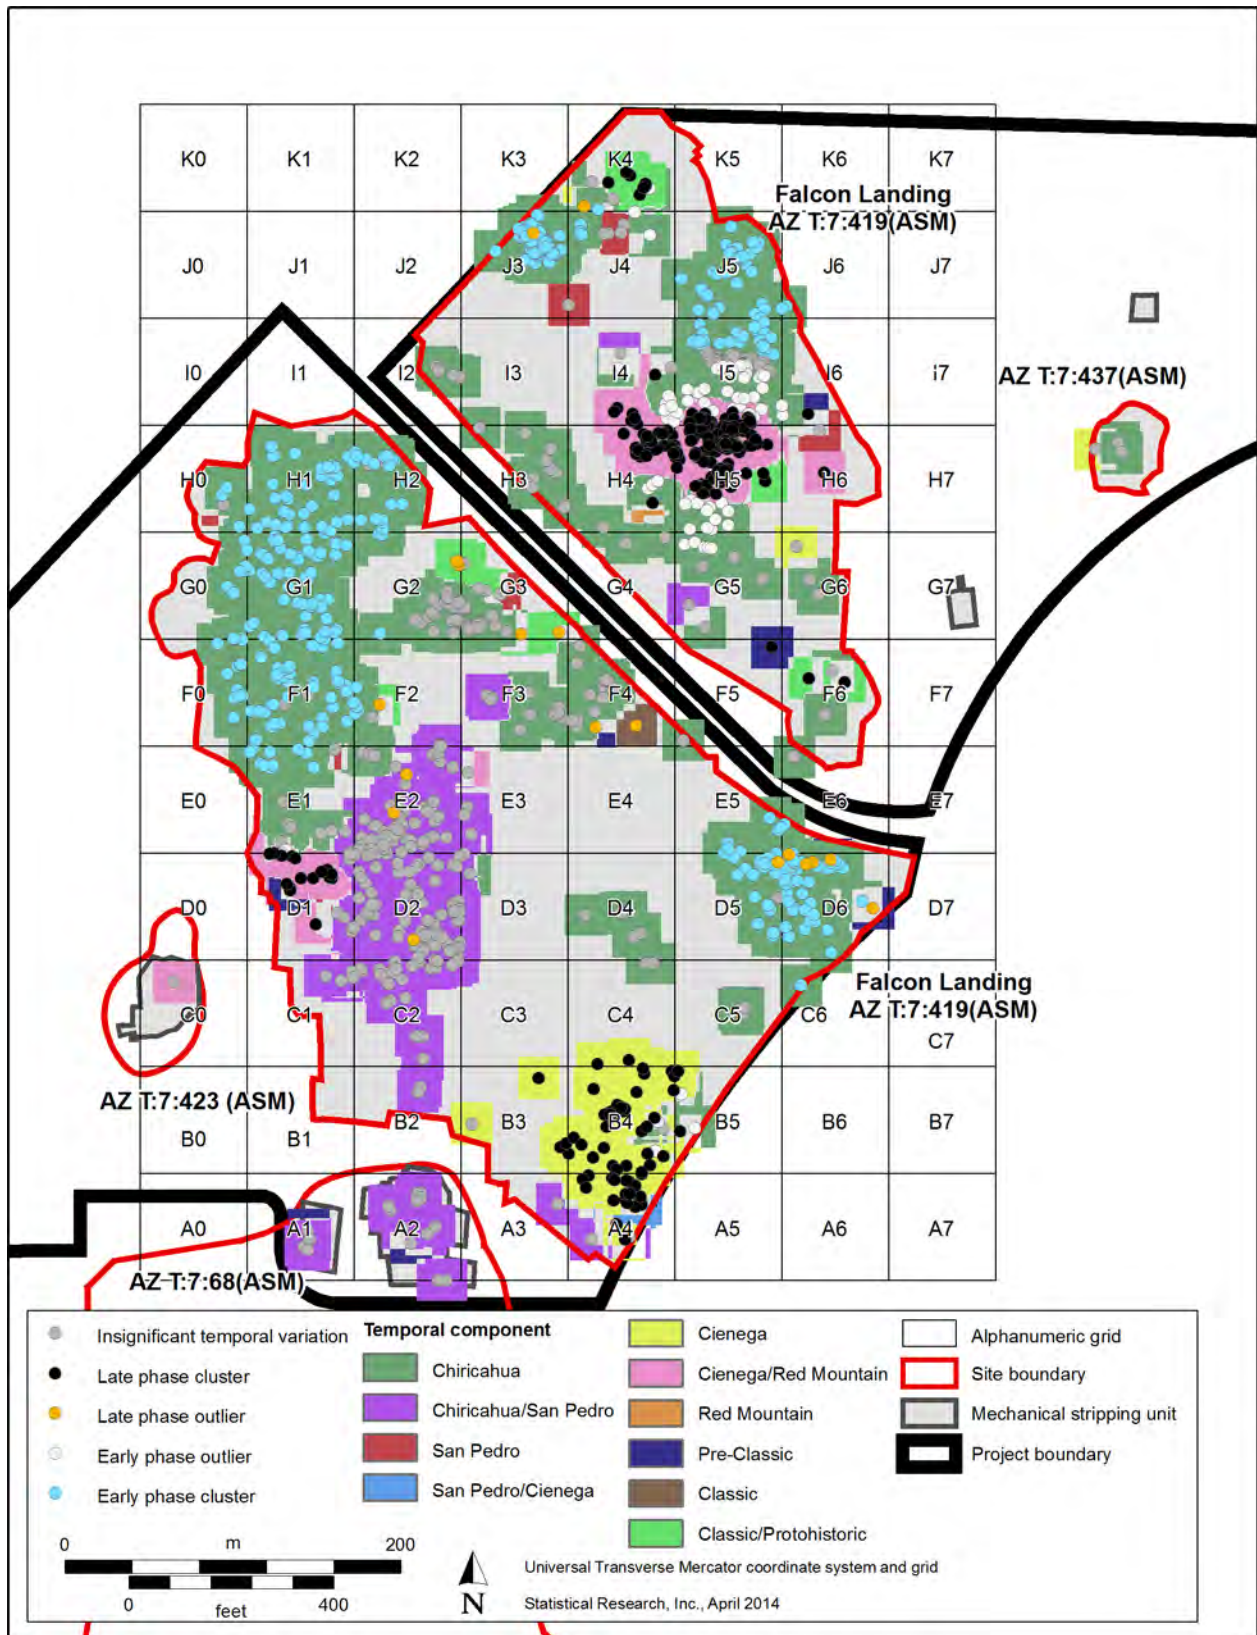 K0 K1 K2 K3 K4 K5 K6 K7
Falcon Landing
AZ T:7:419(ASM)
J0 J1 J2 J3 J4 J5 J6 J7
I0 I1 I2 I3 I4 I5 I6 i7
AZ T:7:437(ASM)
H0 H1 H2 H3 H4 H5 H6 H7
G0 G1 G2 G3 G4 G5 G6 G7
F0 F1 F2 F3 F4 F5 F6 F7
E0 E1 E2 E3 E4 E5 E6 E7
D0 D1 D2 D3 D4 D5 D6 D7
Falcon Landing
AZ T:7:419(ASM)
C0 C1 C2 C3 C4 C5 C6 C7
AZ T:7:423 (ASM)
B0 B1 B2 B3 B4 B5 B6 B7
A0 A1 A2 A3 A4 A5 A6 A7
AZ T:7:68(ASM)
Insignificant temporal variation
Late phase cluster
Late phase outlier
Early phase outlier
Early phase cluster
Temporal component
Chiricahua
Chiricahua/San Pedro
San Pedro
San Pedro/Cienega
Cienega
Cienega/Red Mountain
Red Mountain
Pre-Classic
Classic
Classic/Protohistoric
Alphanumeric grid
Site boundary
Mechanical stripping unit
Project boundary
0 m 200
0 feet 400
N
Universal Transverse Mercator coordinate system and grid
Statistical Research, Inc., April 2014